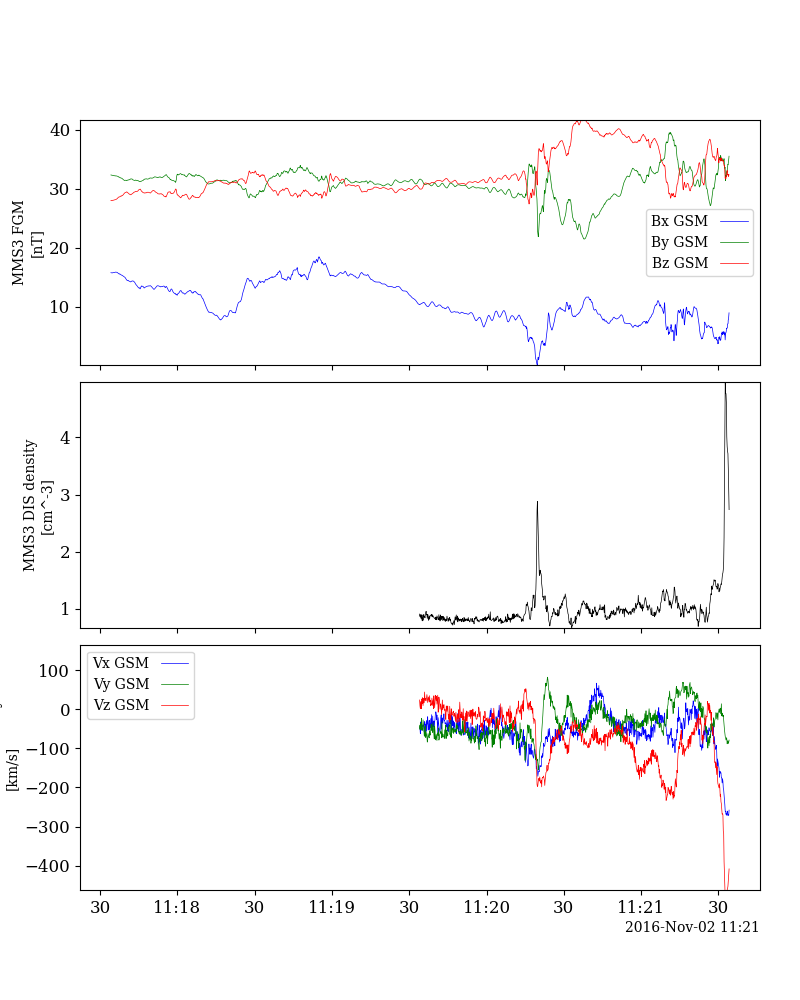 40
30
20
10
MMS3 FGM
[nT]
Bx GSM
By GSM
Bz GSM
4
3
2
1
MMS3 DIS density
[cm^-3]
100
0
−100
−200
−300
−400
[km/s]
Vx GSM
Vy GSM
Vz GSM
30 11:18 30 11:19 30 11:20 30 11:21 30
2016-Nov-02 11:21